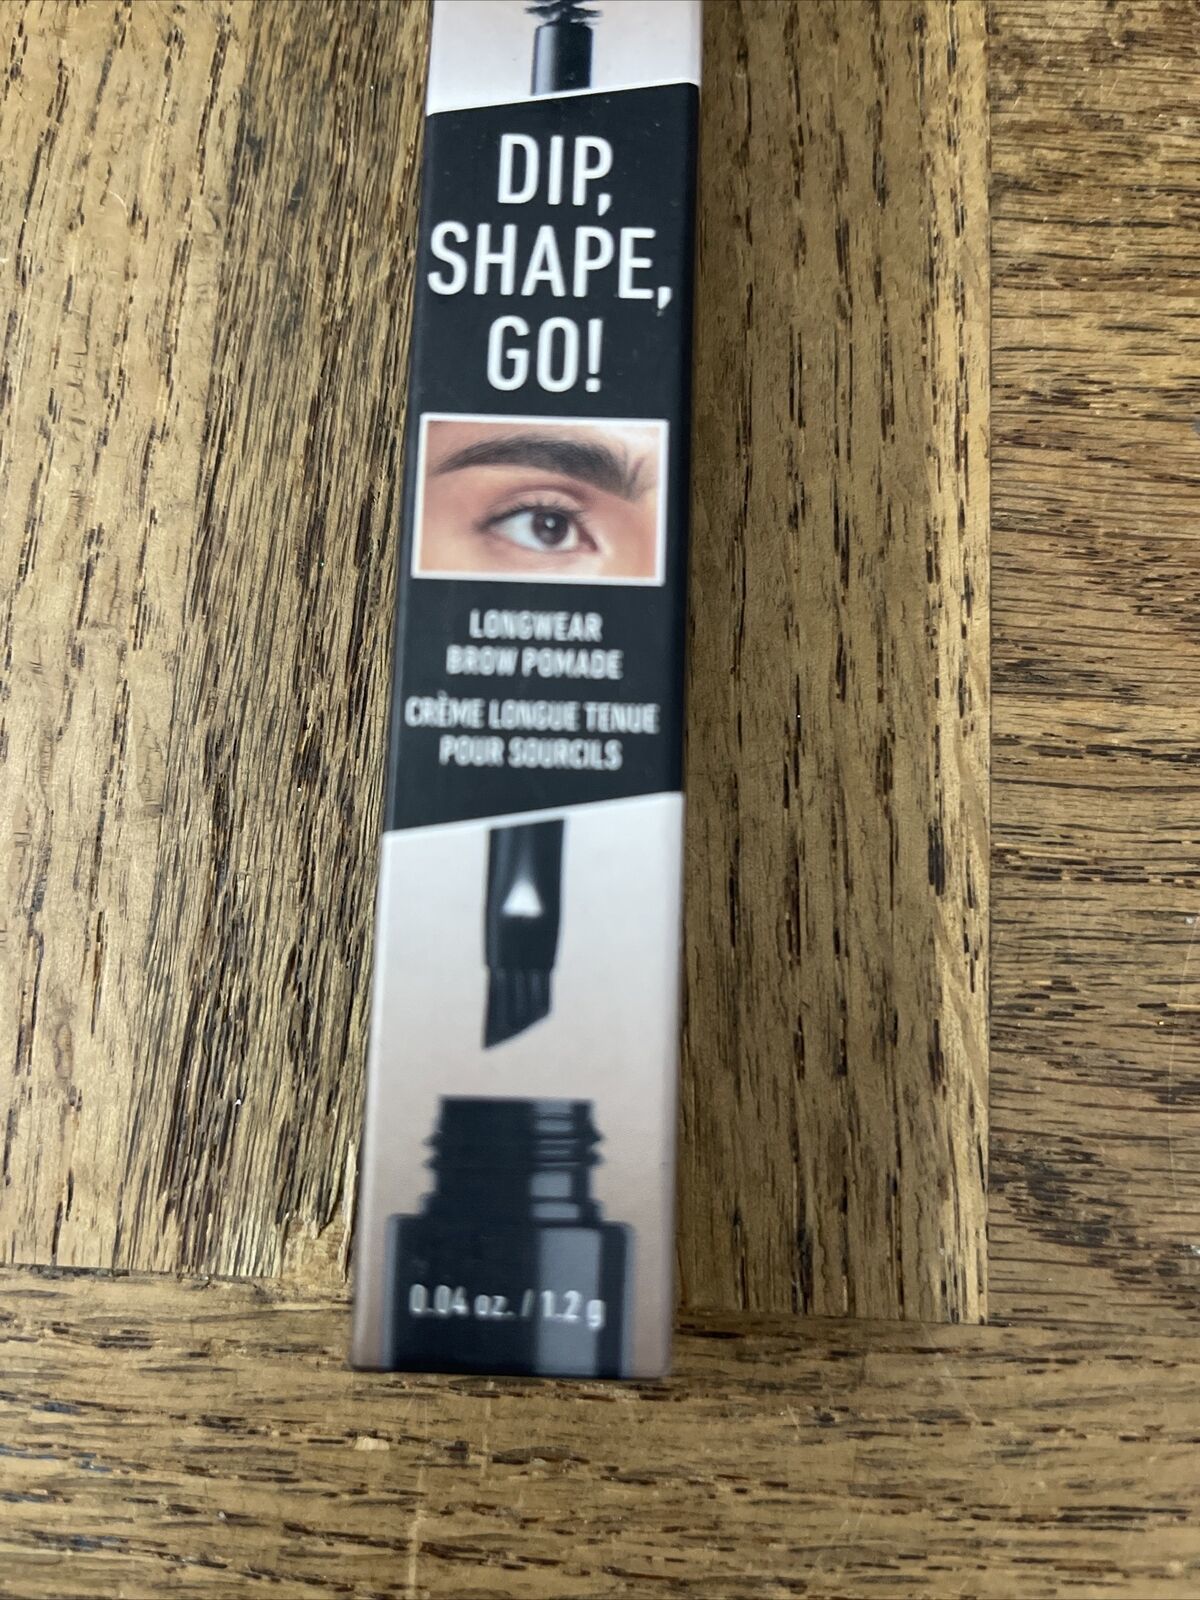 DIP,
SHAPE,
GO!
LONGWEAR
BROW POMADE
CRÈME LONGUE TENUE
POUR SOURCILS
0.04 oz. / 1.2 g